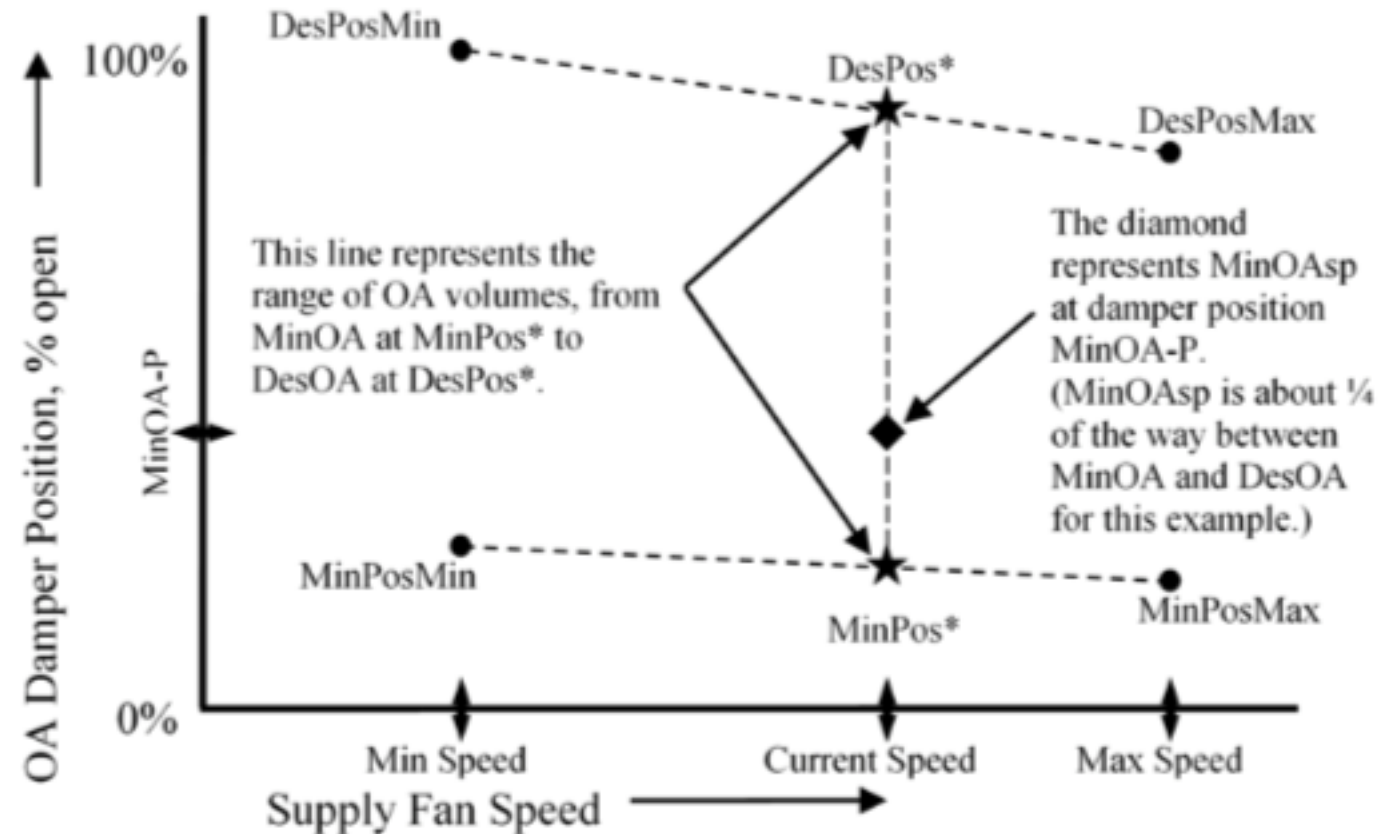 DesPosMin
100%
DesPos*
DesPosMax
OA Damper Position, % open
MinOA-P
This line represents the
range of OA volumes, from
MinOA at MinPos* to
DesOA at DesPos*.
The diamond
represents MinOAsp
at damper position
MinOA-P.
(MinOAsp is about ¼
of the way between
MinOA and DesOA
for this example.)
MinPosMin
MinPos*
MinPosMax
0%
Min Speed
Current Speed
Max Speed
Supply Fan Speed